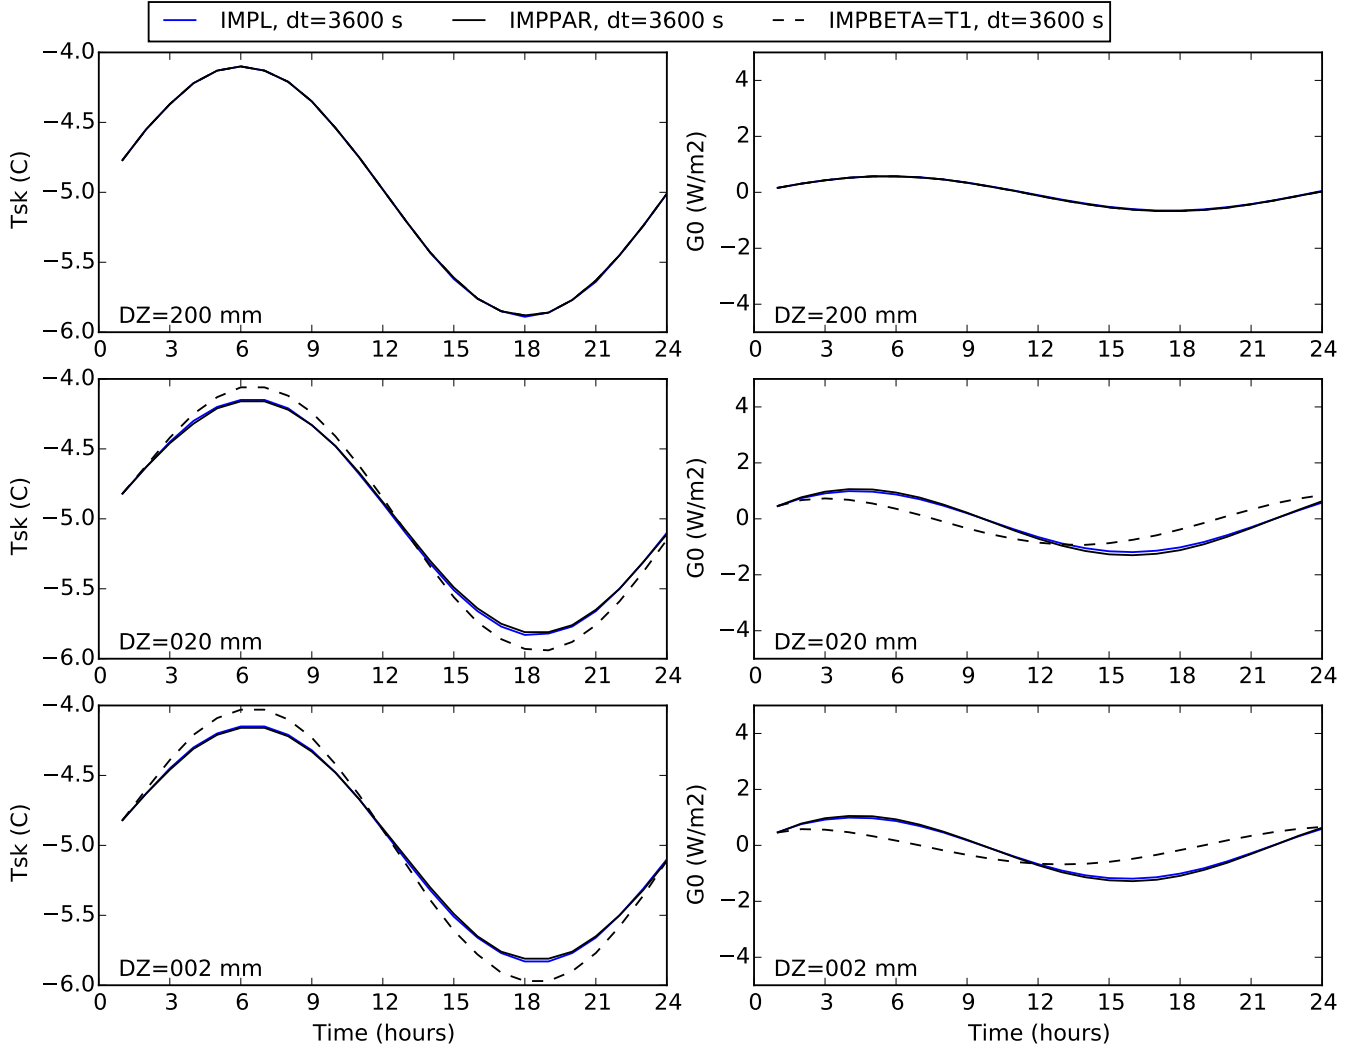 IMPL, dt=3600 s IMPPAR, dt=3600 s IMPBETA=T1, dt=3600 s
−4.0
−4.5
−5.0
−5.5
−6.0
Tsk (C)
DZ=200 mm
0 3 6 9 12 15 18 21 24
4
2
0
−2
−4
G0 (W/m2)
DZ=200 mm
0 3 6 9 12 15 18 21 24
−4.0
−4.5
−5.0
−5.5
−6.0
Tsk (C)
DZ=020 mm
0 3 6 9 12 15 18 21 24
4
2
0
−2
−4
G0 (W/m2)
DZ=020 mm
0 3 6 9 12 15 18 21 24
−4.0
−4.5
−5.0
−5.5
−6.0
Tsk (C)
DZ=002 mm
0 3 6 9 12 15 18 21 24
Time (hours)
4
2
0
−2
−4
G0 (W/m2)
DZ=002 mm
0 3 6 9 12 15 18 21 24
Time (hours)